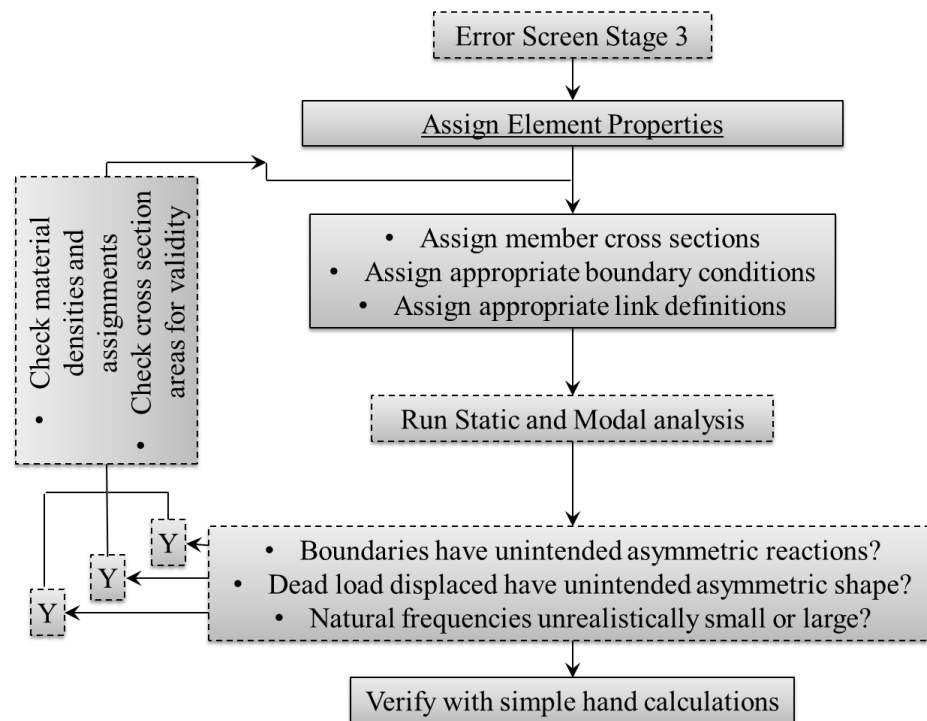 Error Screen Stage 3
Assign Element Properties
• Check material
densities and
assignments
• Check cross section
areas for validity
• Assign member cross sections
• Assign appropriate boundary conditions
• Assign appropriate link definitions
Run Static and Modal analysis
Y
Y
Y
• Boundaries have unintended asymmetric reactions?
• Dead load displaced have unintended asymmetric shape?
• Natural frequencies unrealistically small or large?
Verify with simple hand calculations